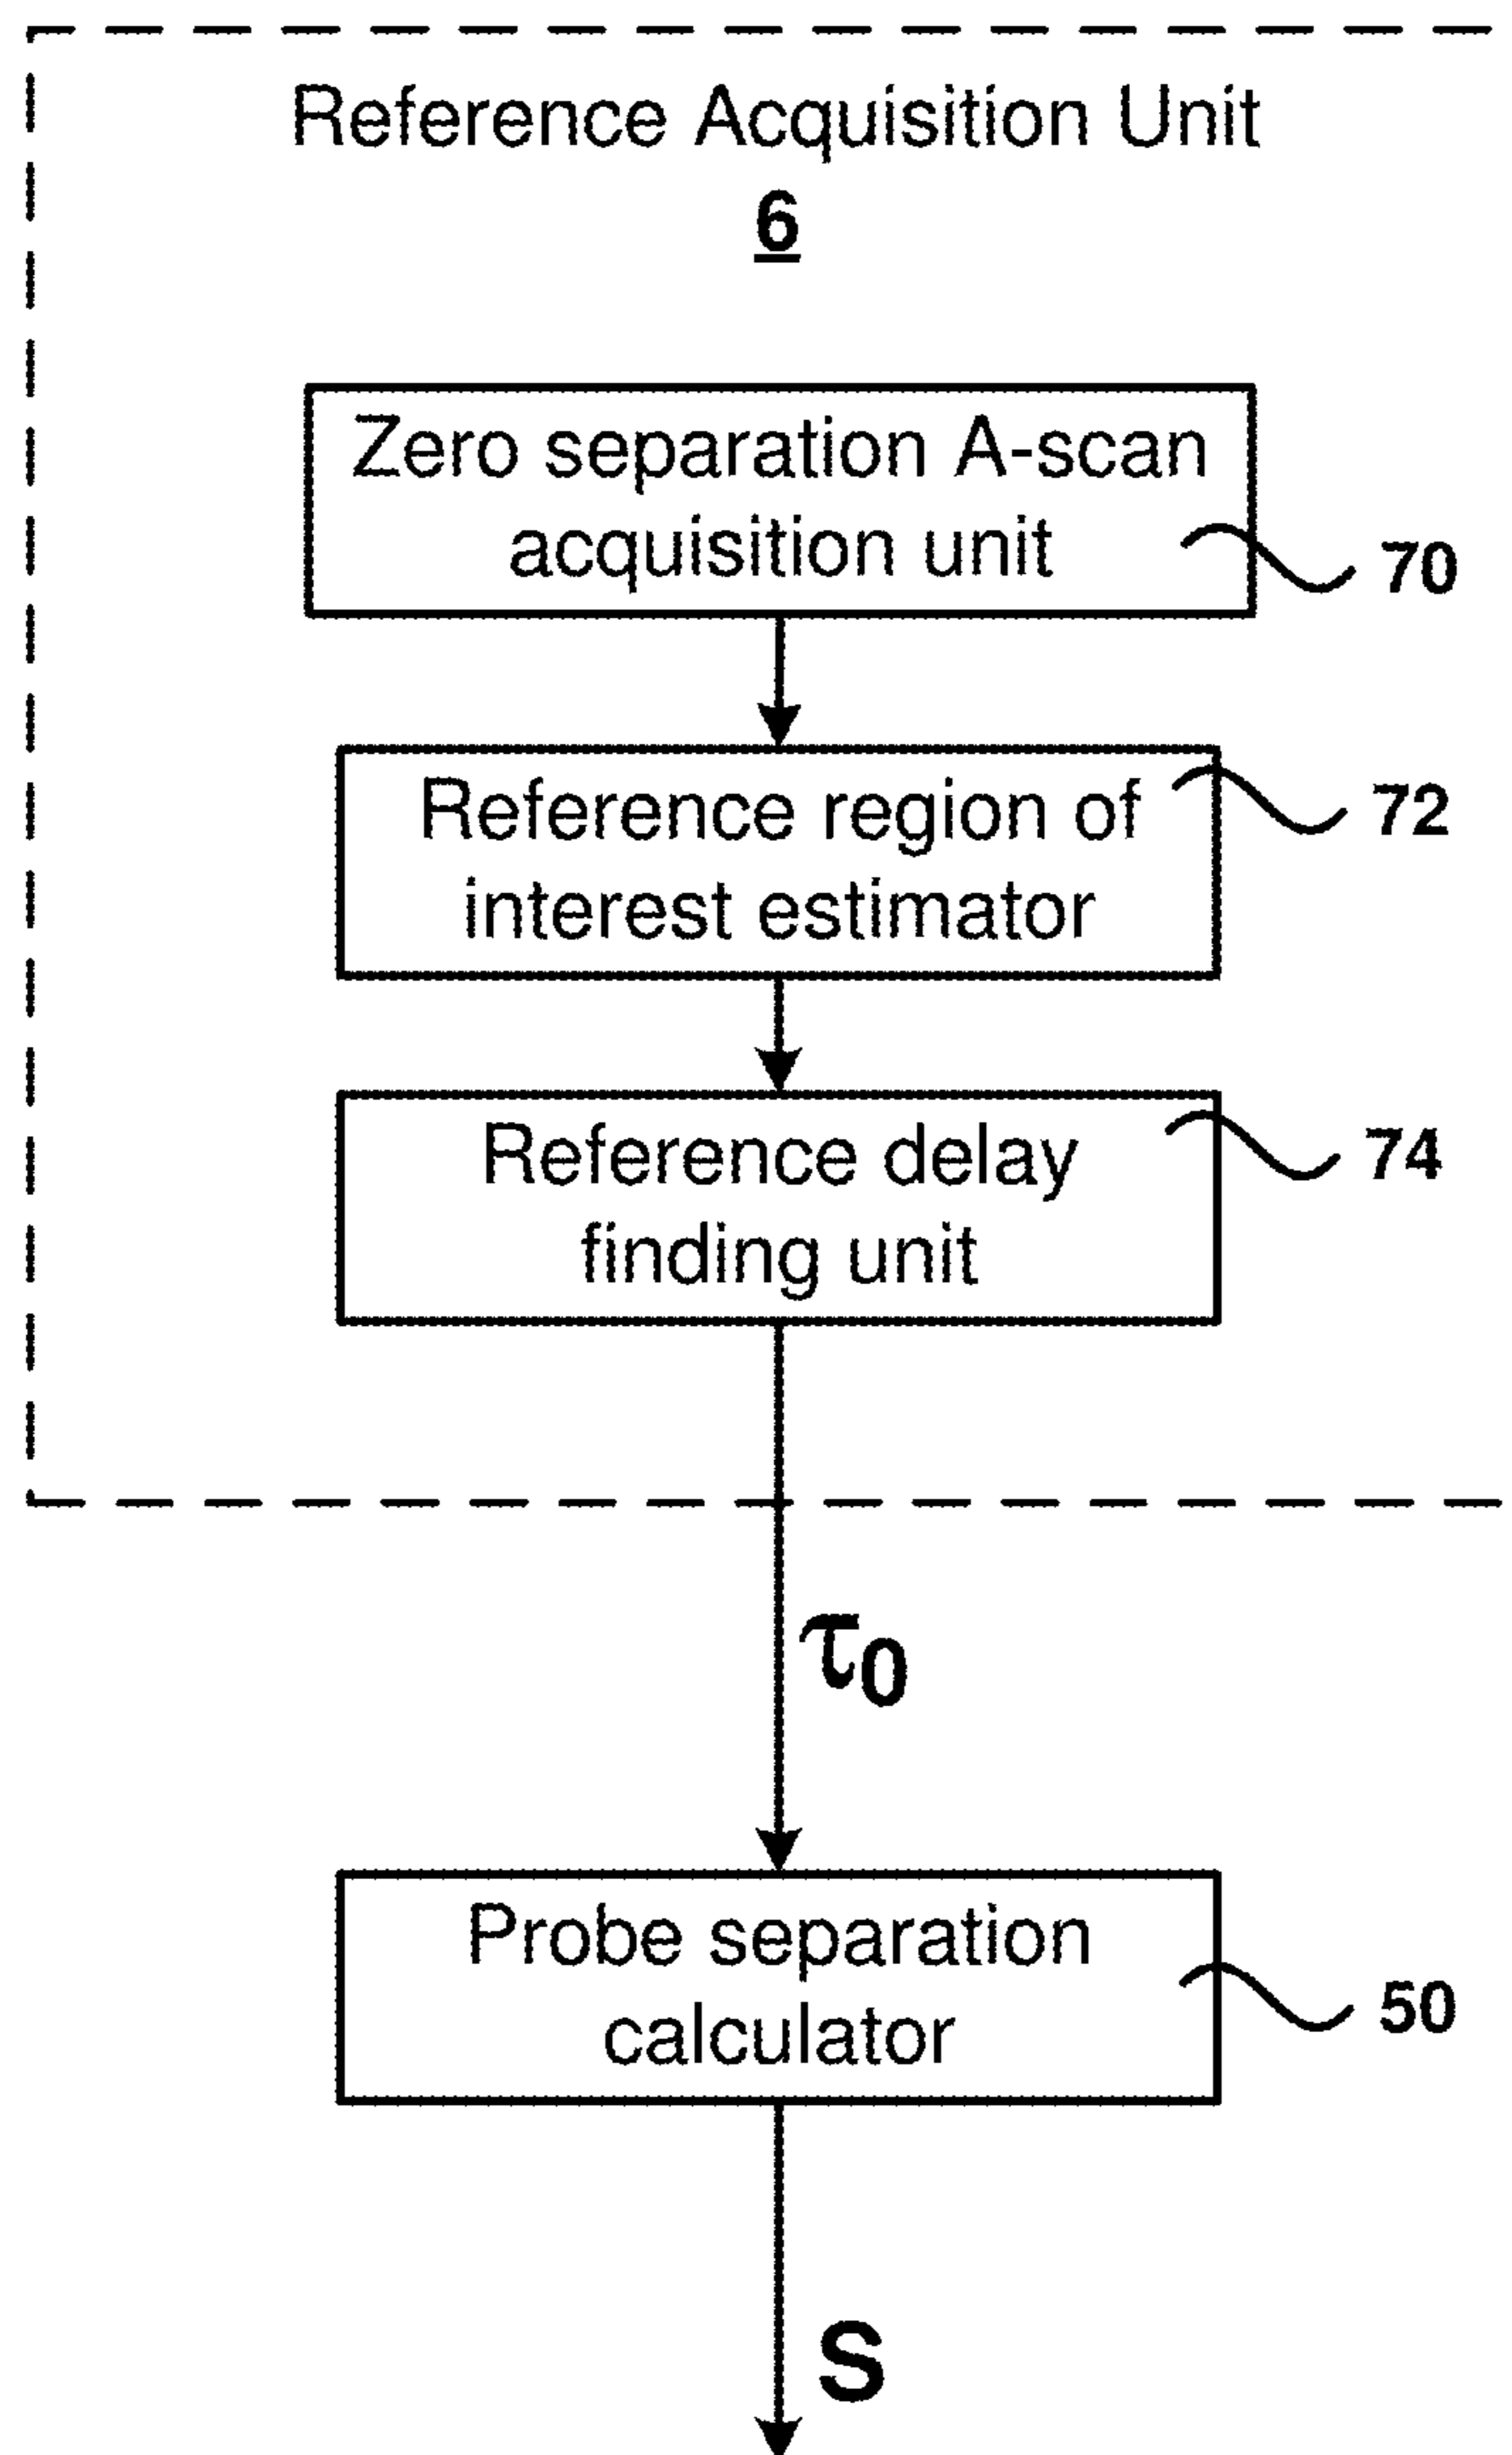 Reference Acquisition Unit
6
Zero separation A-scan
acquisition unit
70
Reference region of
interest estimator
72
Reference delay
finding unit
74
τ0
Probe separation
calculator
50
S